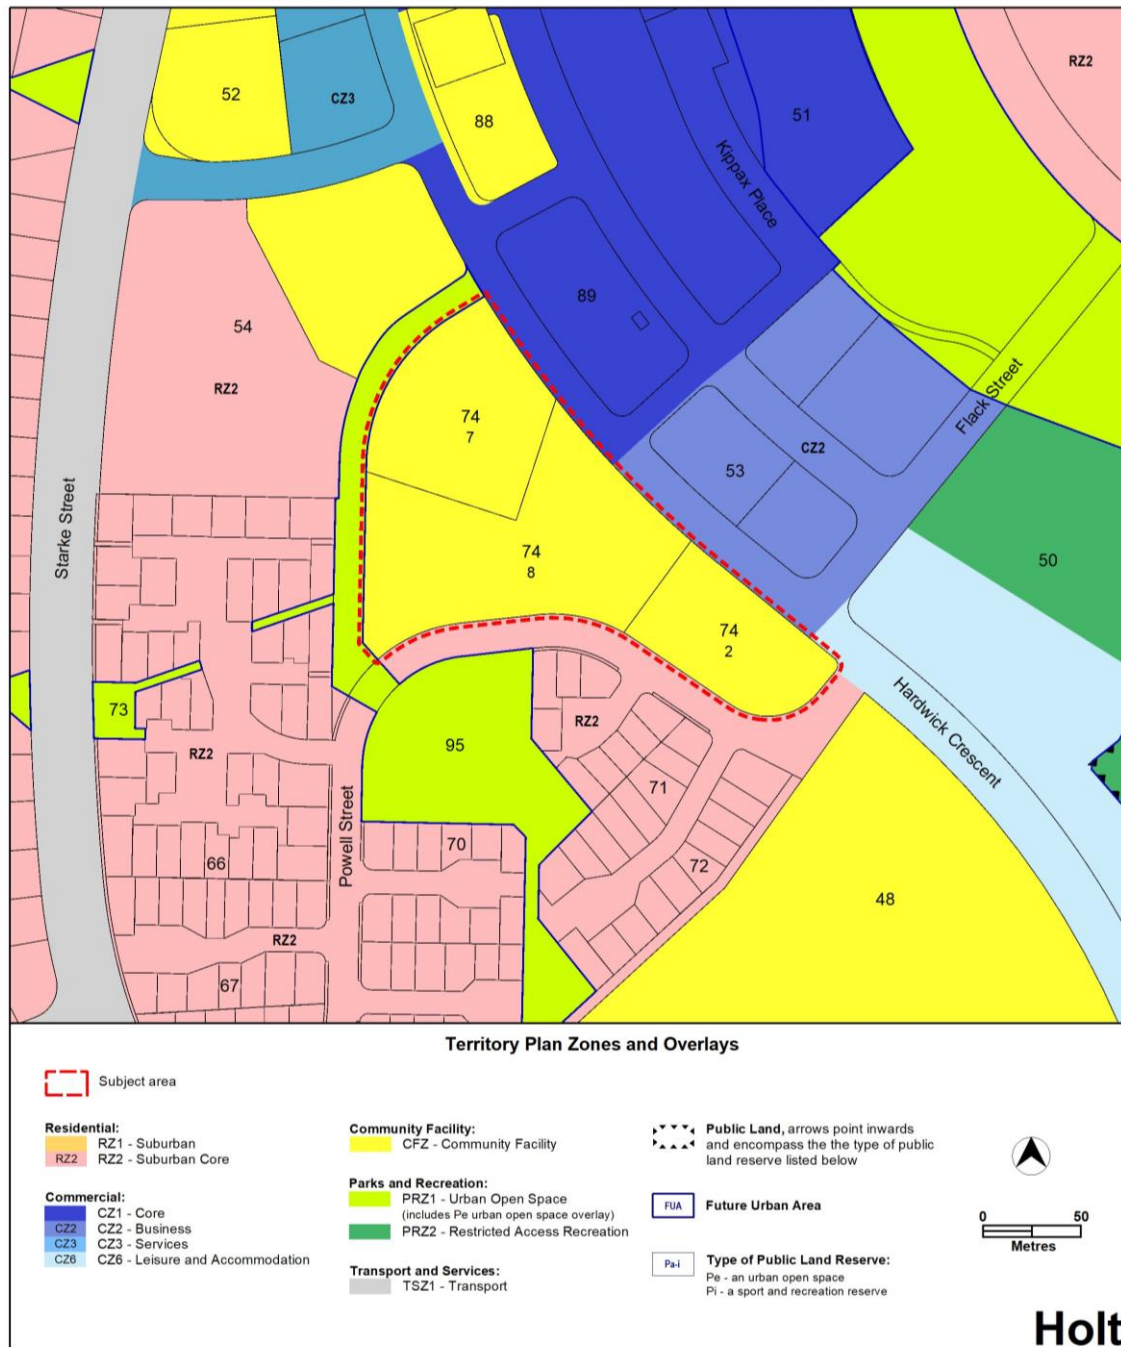 RZ2
52
CZ3
88
51
Kippax Place
89
54
RZ2
74
7
Flack Street
CZ2
53
Starke Street
74
8
50
74
2
73
RZ2
RZ2
95
Hardwick Crescent
71
Powell Street
70
66
72
48
RZ2
67
Territory Plan Zones and Overlays
Subject area
Residential:
RZ1 - Suburban
RZ2 RZ2 - Suburban Core
Commercial:
CZ1 - Core
CZ2 CZ2 - Business
CZ3 CZ3 - Services
CZ6 CZ6 - Leisure and Accommodation
Community Facility:
CFZ - Community Facility
Parks and Recreation:
PRZ1 - Urban Open Space
(includes Pe urban open space overlay)
PRZ2 - Restricted Access Recreation
Transport and Services:
TSZ1 - Transport
Public Land, arrows point inwards
and encompass the the type of public
land reserve listed below
FUA Future Urban Area
Pa-i Type of Public Land Reserve:
Pe - an urban open space
Pi - a sport and recreation reserve
0 50
Metres
Holt